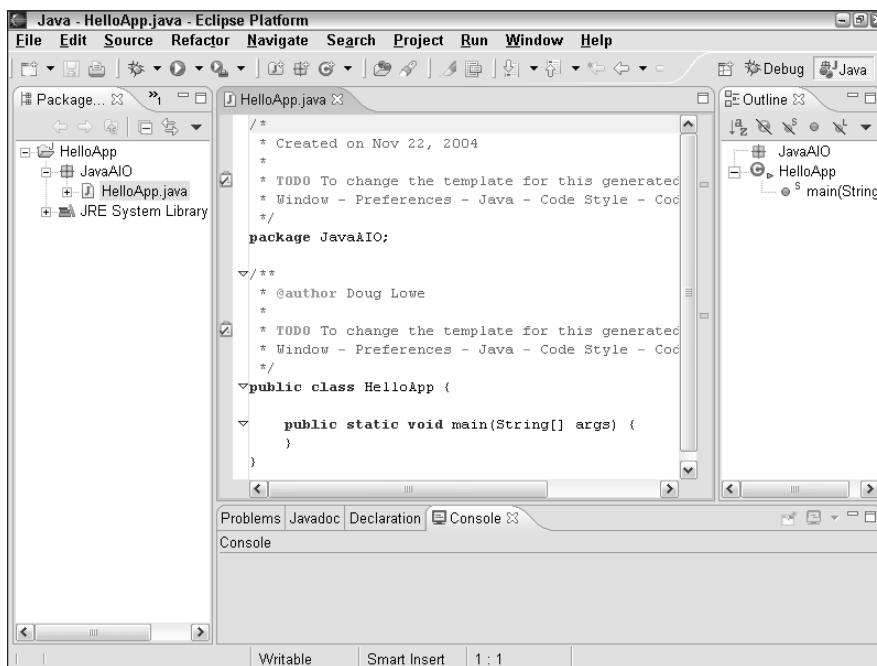 Java - HelloApp.java - Eclipse Platform
File Edit Source Refactor Navigate Search Project Run Window Help
Debug Java
Package... »1
HelloApp.java
Outline
HelloApp
JavaAIO
HelloApp.java
JRE System Library
/*
* Created on Nov 22, 2004
*
* TODO To change the template for this generated
* Window - Preferences - Java - Code Style - Cod
*/
package JavaAIO;
/**
* @author Doug Lowe
*
* TODO To change the template for this generated
* Window - Preferences - Java - Code Style - Cod
*/
public class HelloApp {
public static void main(String[] args) {
}
}
JavaAIO
HelloApp
S main(String
Problems Javadoc Declaration Console
Console
Writable Smart Insert 1 : 1